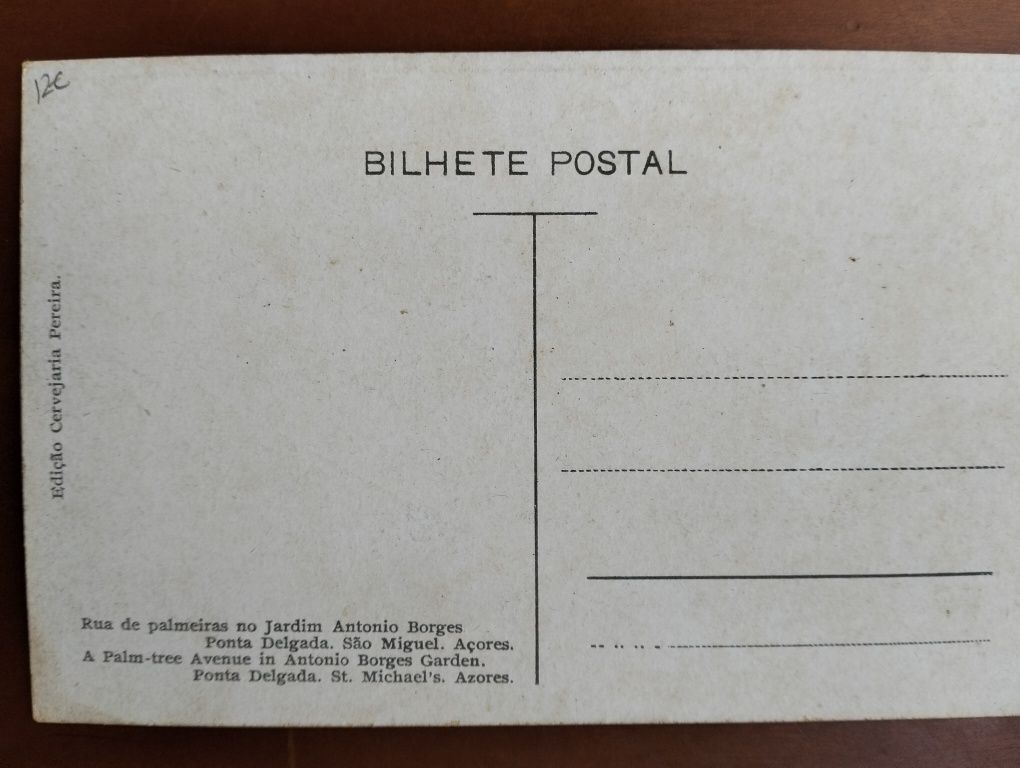 12€
BILHETE POSTAL
Edição Cervejaria Pereira.
Rua de palmeiras no Jardim Antonio Borges
Ponta Delgada. São Miguel. Açores.
A Palm-tree Avenue in Antonio Borges Garden.
Ponta Delgada. St. Michael's. Azores.